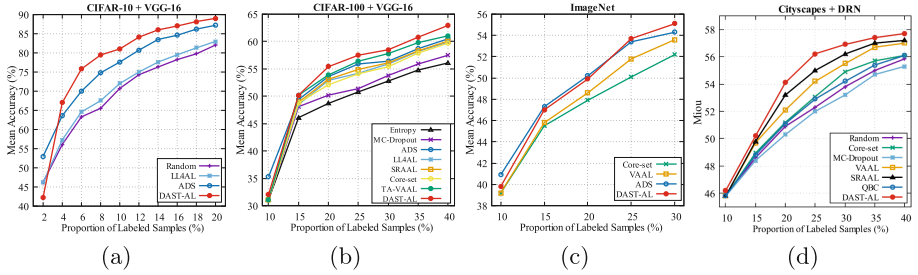 CIFAR-10 + VGG-16
Mean Accuracy (%)
90
85
80
75
70
65
60
55
50
45
40
2 4 6 8 10 12 14 16 18 20
Proportion of Labeled Samples (%)
Random
LL4AL
ADS
DAST-AL
(a)
CIFAR-100 + VGG-16
Mean Accuracy (%)
65
60
55
50
45
40
35
30
10 15 20 25 30 35 40
Proportion of Labeled Samples (%)
Entropy
MC-Dropout
ADS
LL4AL
SRAAL
Core-set
TA-VAAL
DAST-AL
(b)
ImageNet
Mean Accuracy (%)
56
54
52
50
48
46
44
42
40
38
10 15 20 25 30
Proportion of Labeled Samples (%)
Core-set
VAAL
ADS
DAST-AL
(c)
Cityscapes + DRN
Miou
58
56
54
52
50
48
46
10 15 20 25 30 35 40
Proportion of Labeled Samples (%)
Random
Core-set
MC-Dropout
VAAL
SRAAL
QBC
DAST-AL
(d)